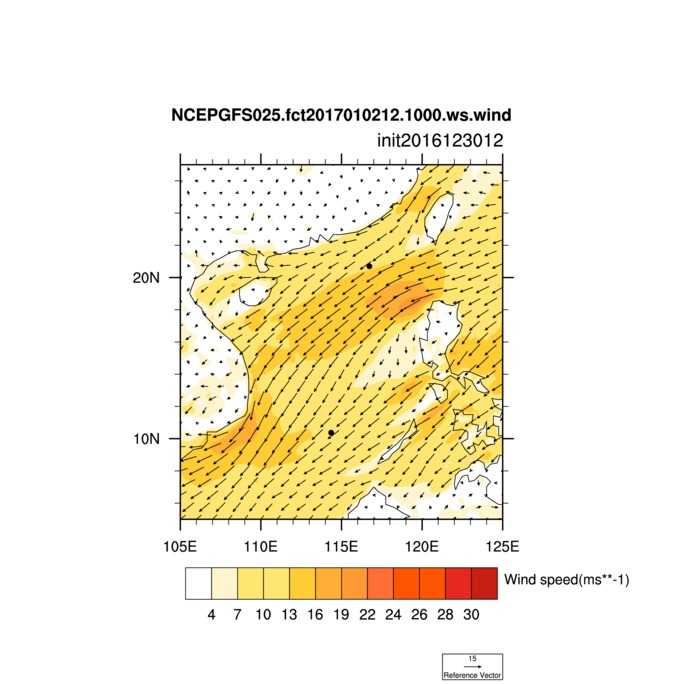 NCEPGFS025.fct2017010212.1000.ws.wind
init2016123012
20N
10N
105E 110E 115E 120E 125E
Wind speed(ms**-1)
4 7 10 13 16 19 22 24 26 28 30
15
Reference Vector